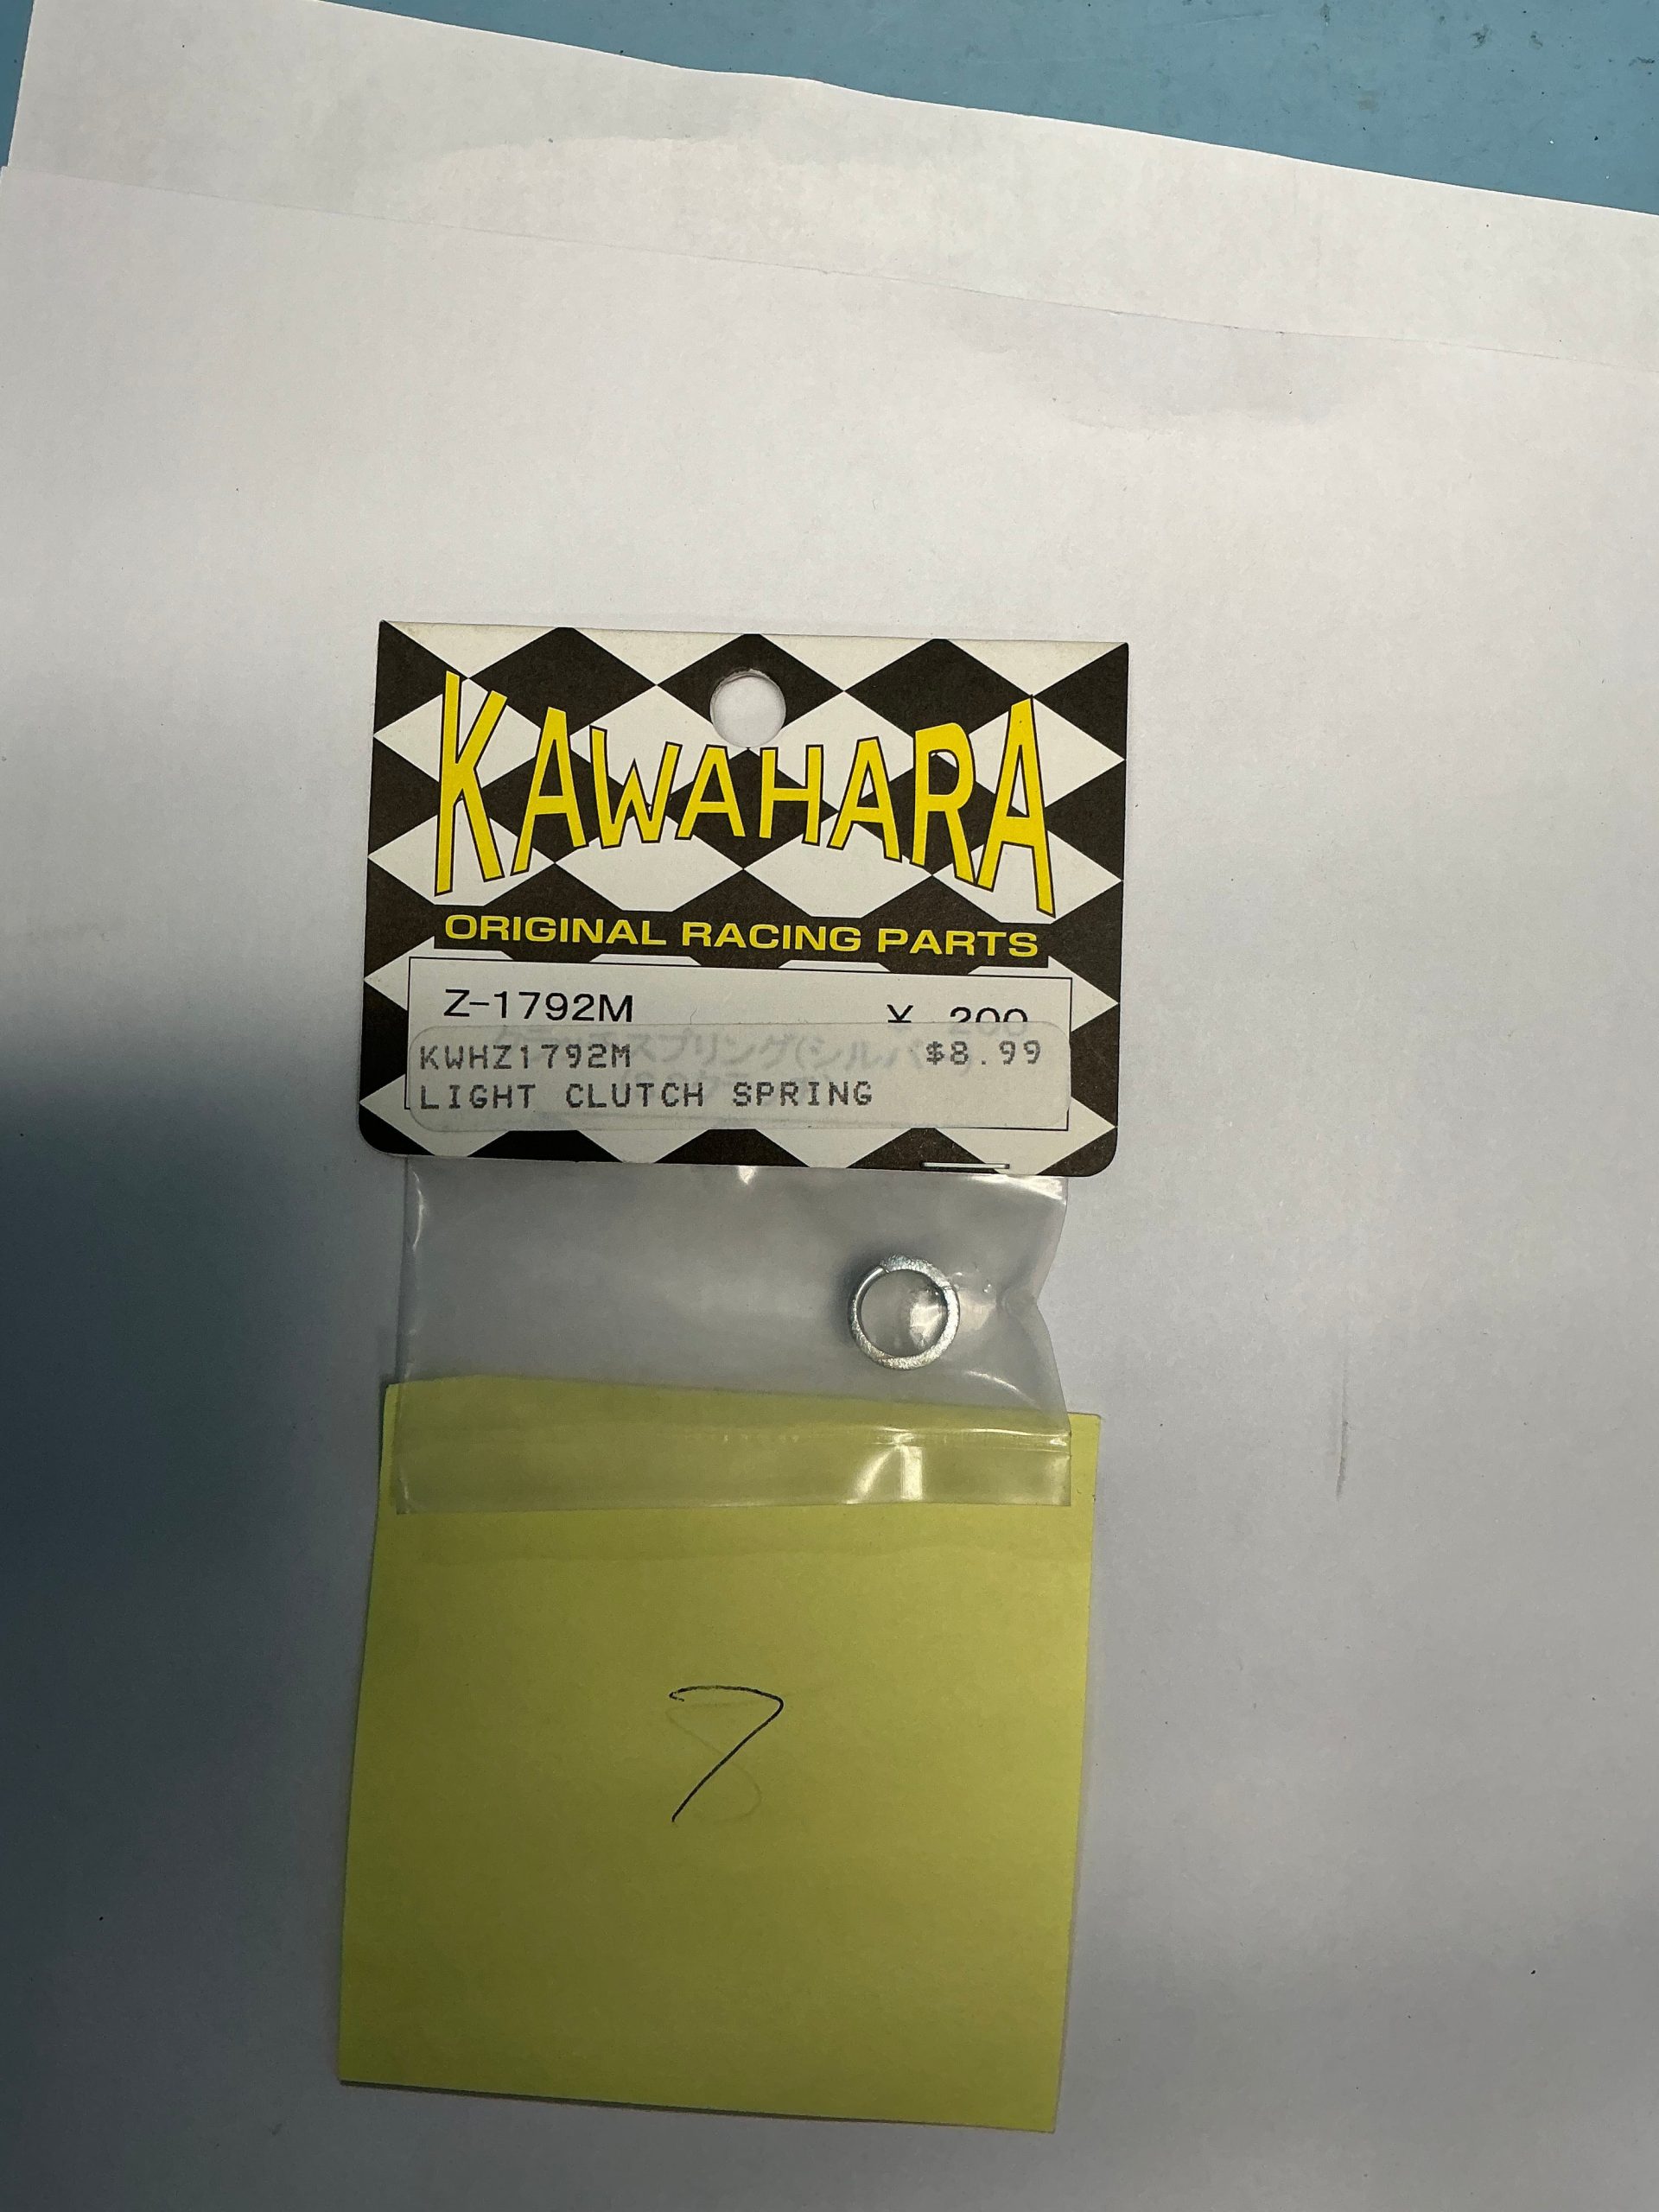 KAWAHARA
ORIGINAL RACING PARTS
Z-1792M ¥ 200
KWHZ1792M $8.99
LIGHT CLUTCH SPRING
7